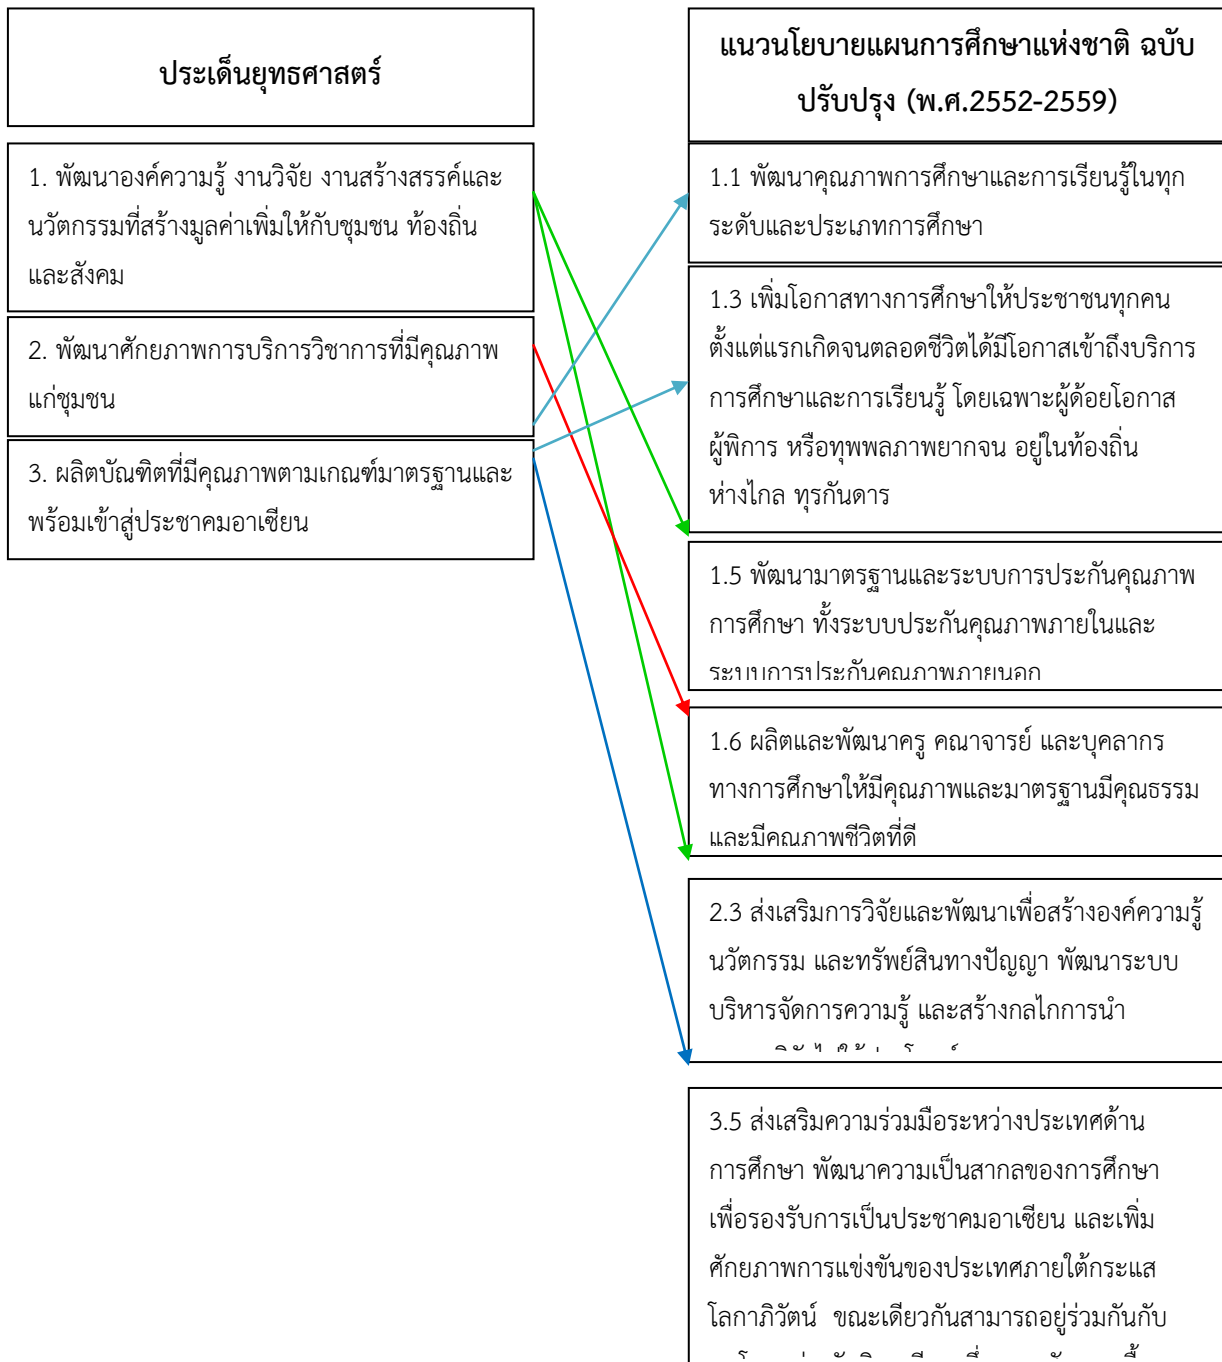 ประเด็นยุทธศาสตร์
1. พัฒนาองค์ความรู้ งานวิจัย งานสร้างสรรค์และ
นวัตกรรมที่สร้างมูลค่าเพิ่มให้กับชุมชน ท้องถิ่น
และสังคม
2. พัฒนาศักยภาพการบริการวิชาการที่มีคุณภาพ
แก่ชุมชน
3. ผลิตบัณฑิตที่มีคุณภาพตามเกณฑ์มาตรฐานและ
พร้อมเข้าสู่ประชาคมอาเซียน
แนวนโยบายแผนการศึกษาแห่งชาติ ฉบับ
ปรับปรุง (พ.ศ.2552-2559)
1.1 พัฒนาคุณภาพการศึกษาและการเรียนรู้ในทุก
ระดับและประเภทการศึกษา
1.3 เพิ่มโอกาสทางการศึกษาให้ประชาชนทุกคน
ตั้งแต่แรกเกิดจนตลอดชีวิตได้มีโอกาสเข้าถึงบริการ
การศึกษาและการเรียนรู้ โดยเฉพาะผู้ด้อยโอกาส
ผู้พิการ หรือทุพพลภาพยากจน อยู่ในท้องถิ่น
ห่างไกล ทุรกันดาร
1.5 พัฒนามาตรฐานและระบบการประกันคุณภาพ
การศึกษา ทั้งระบบประกันคุณภาพภายในและ
ระบบการประกันคุณภาพภายนอก
1.6 ผลิตและพัฒนาครู คณาจารย์ และบุคลากร
ทางการศึกษาให้มีคุณภาพและมาตรฐานมีคุณธรรม
และมีคุณภาพชีวิตที่ดี
2.3 ส่งเสริมการวิจัยและพัฒนาเพื่อสร้างองค์ความรู้
นวัตกรรม และทรัพย์สินทางปัญญา พัฒนาระบบ
บริหารจัดการความรู้ และสร้างกลไกการนำ
3.5 ส่งเสริมความร่วมมือระหว่างประเทศด้าน
การศึกษา พัฒนาความเป็นสากลของการศึกษา
เพื่อรองรับการเป็นประชาคมอาเซียน และเพิ่ม
ศักยภาพการแข่งขันของประเทศภายใต้กระแส
โลกาภิวัตน์ ขณะเดียวกันสามารถอยู่ร่วมกันกับ